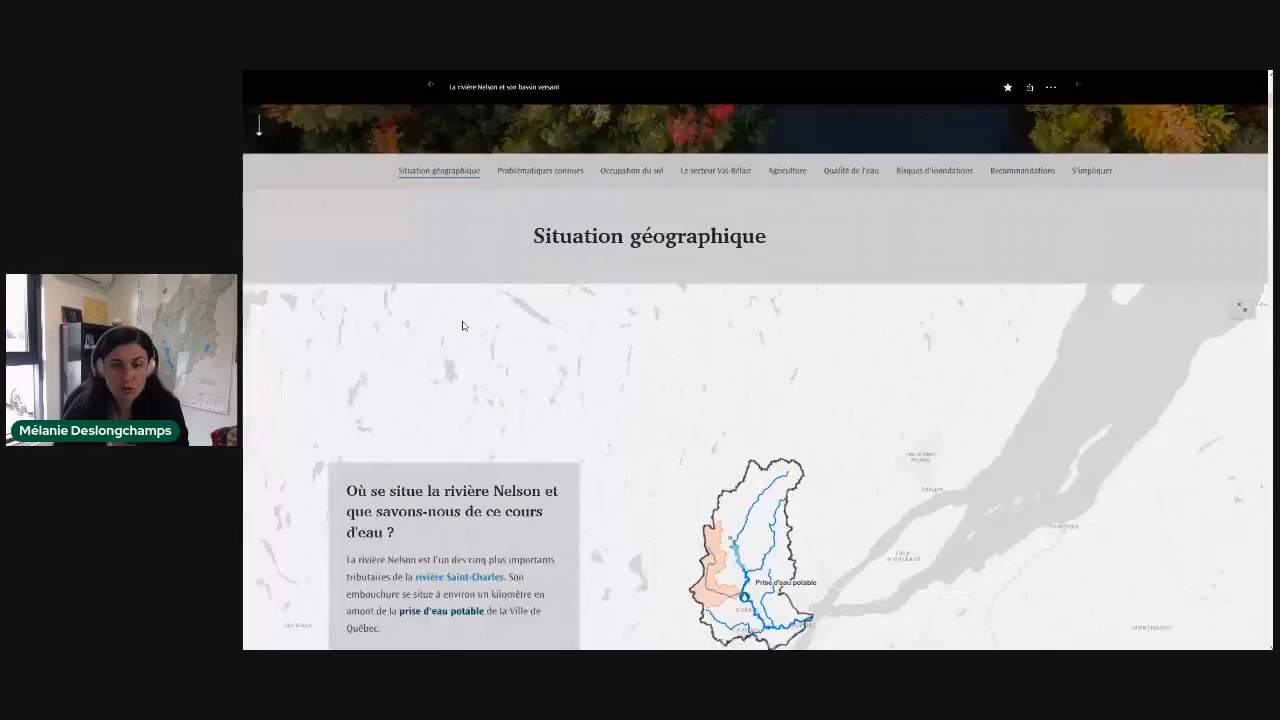 La rivière Nelson et son bassin versant
Situation géographique Problématiques connues Occupation du sol Le secteur Val-Bélair Agriculture Qualité de l'eau Risques d'inondations Recommandations S'impliquer
Situation géographique
Où se situe la rivière Nelson et
que savons-nous de ce cours
d'eau ?
La rivière Nelson est l'un des cinq plus importants
tributaires de la rivière Saint-Charles. Son
embouchure se situe à environ un kilomètre en
amont de la prise d'eau potable de la Ville de
Québec.
Prise d'eau potable
MONTMAGNY
Mélanie Deslongchamps